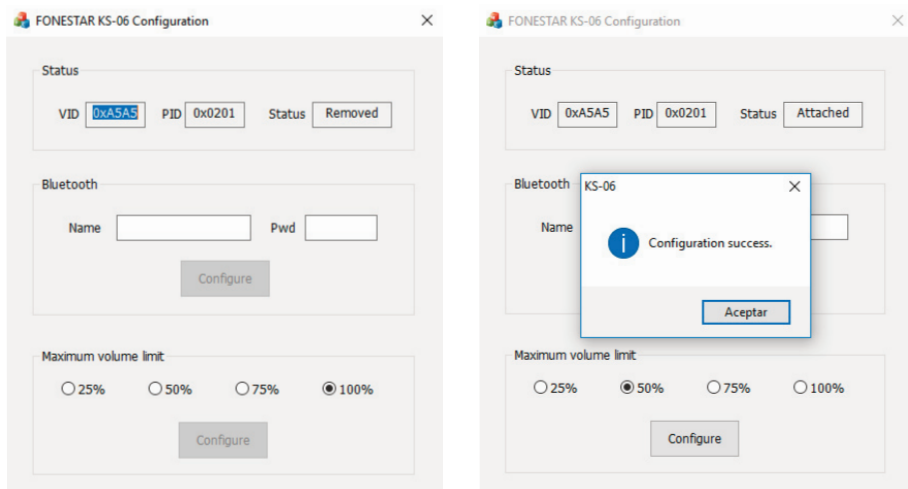 FONESTAR KS-06 Configuration
Status
VID 0xA5A5 PID 0x0201 Status Removed
Bluetooth
Name Pwd
Configure
Maximum volume limit
25% 50% 75% 100%
Configure
FONESTAR KS-06 Configuration
Status
VID 0xA5A5 PID 0x0201 Status Attached
Bluetooth
Name
KS-06
Configuration success.
Aceptar
Maximum volume limit
25% 50% 75% 100%
Configure